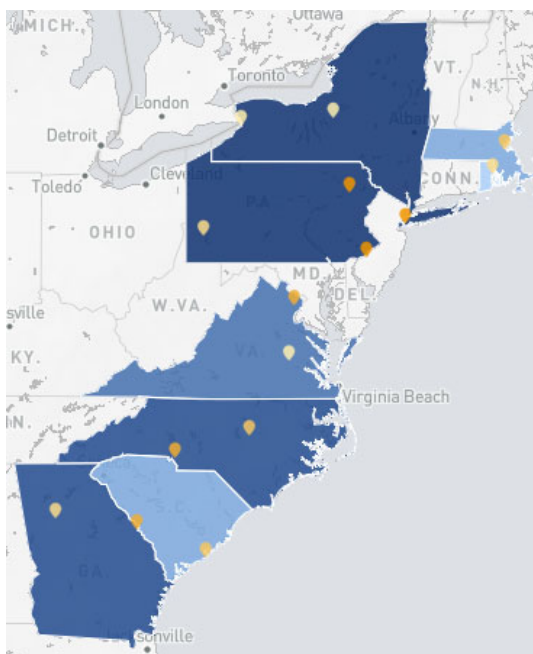 MICH.
Ottawa
Toronto
VT.
N.H.
London
Albany
Detroit
Toledo
Cleveland
CONN.
PA
OHIO
MD.
DEL.
W.VA.
sville
KY.
VA.
Virginia Beach
N.
S.C.
GA.
Jacksonville